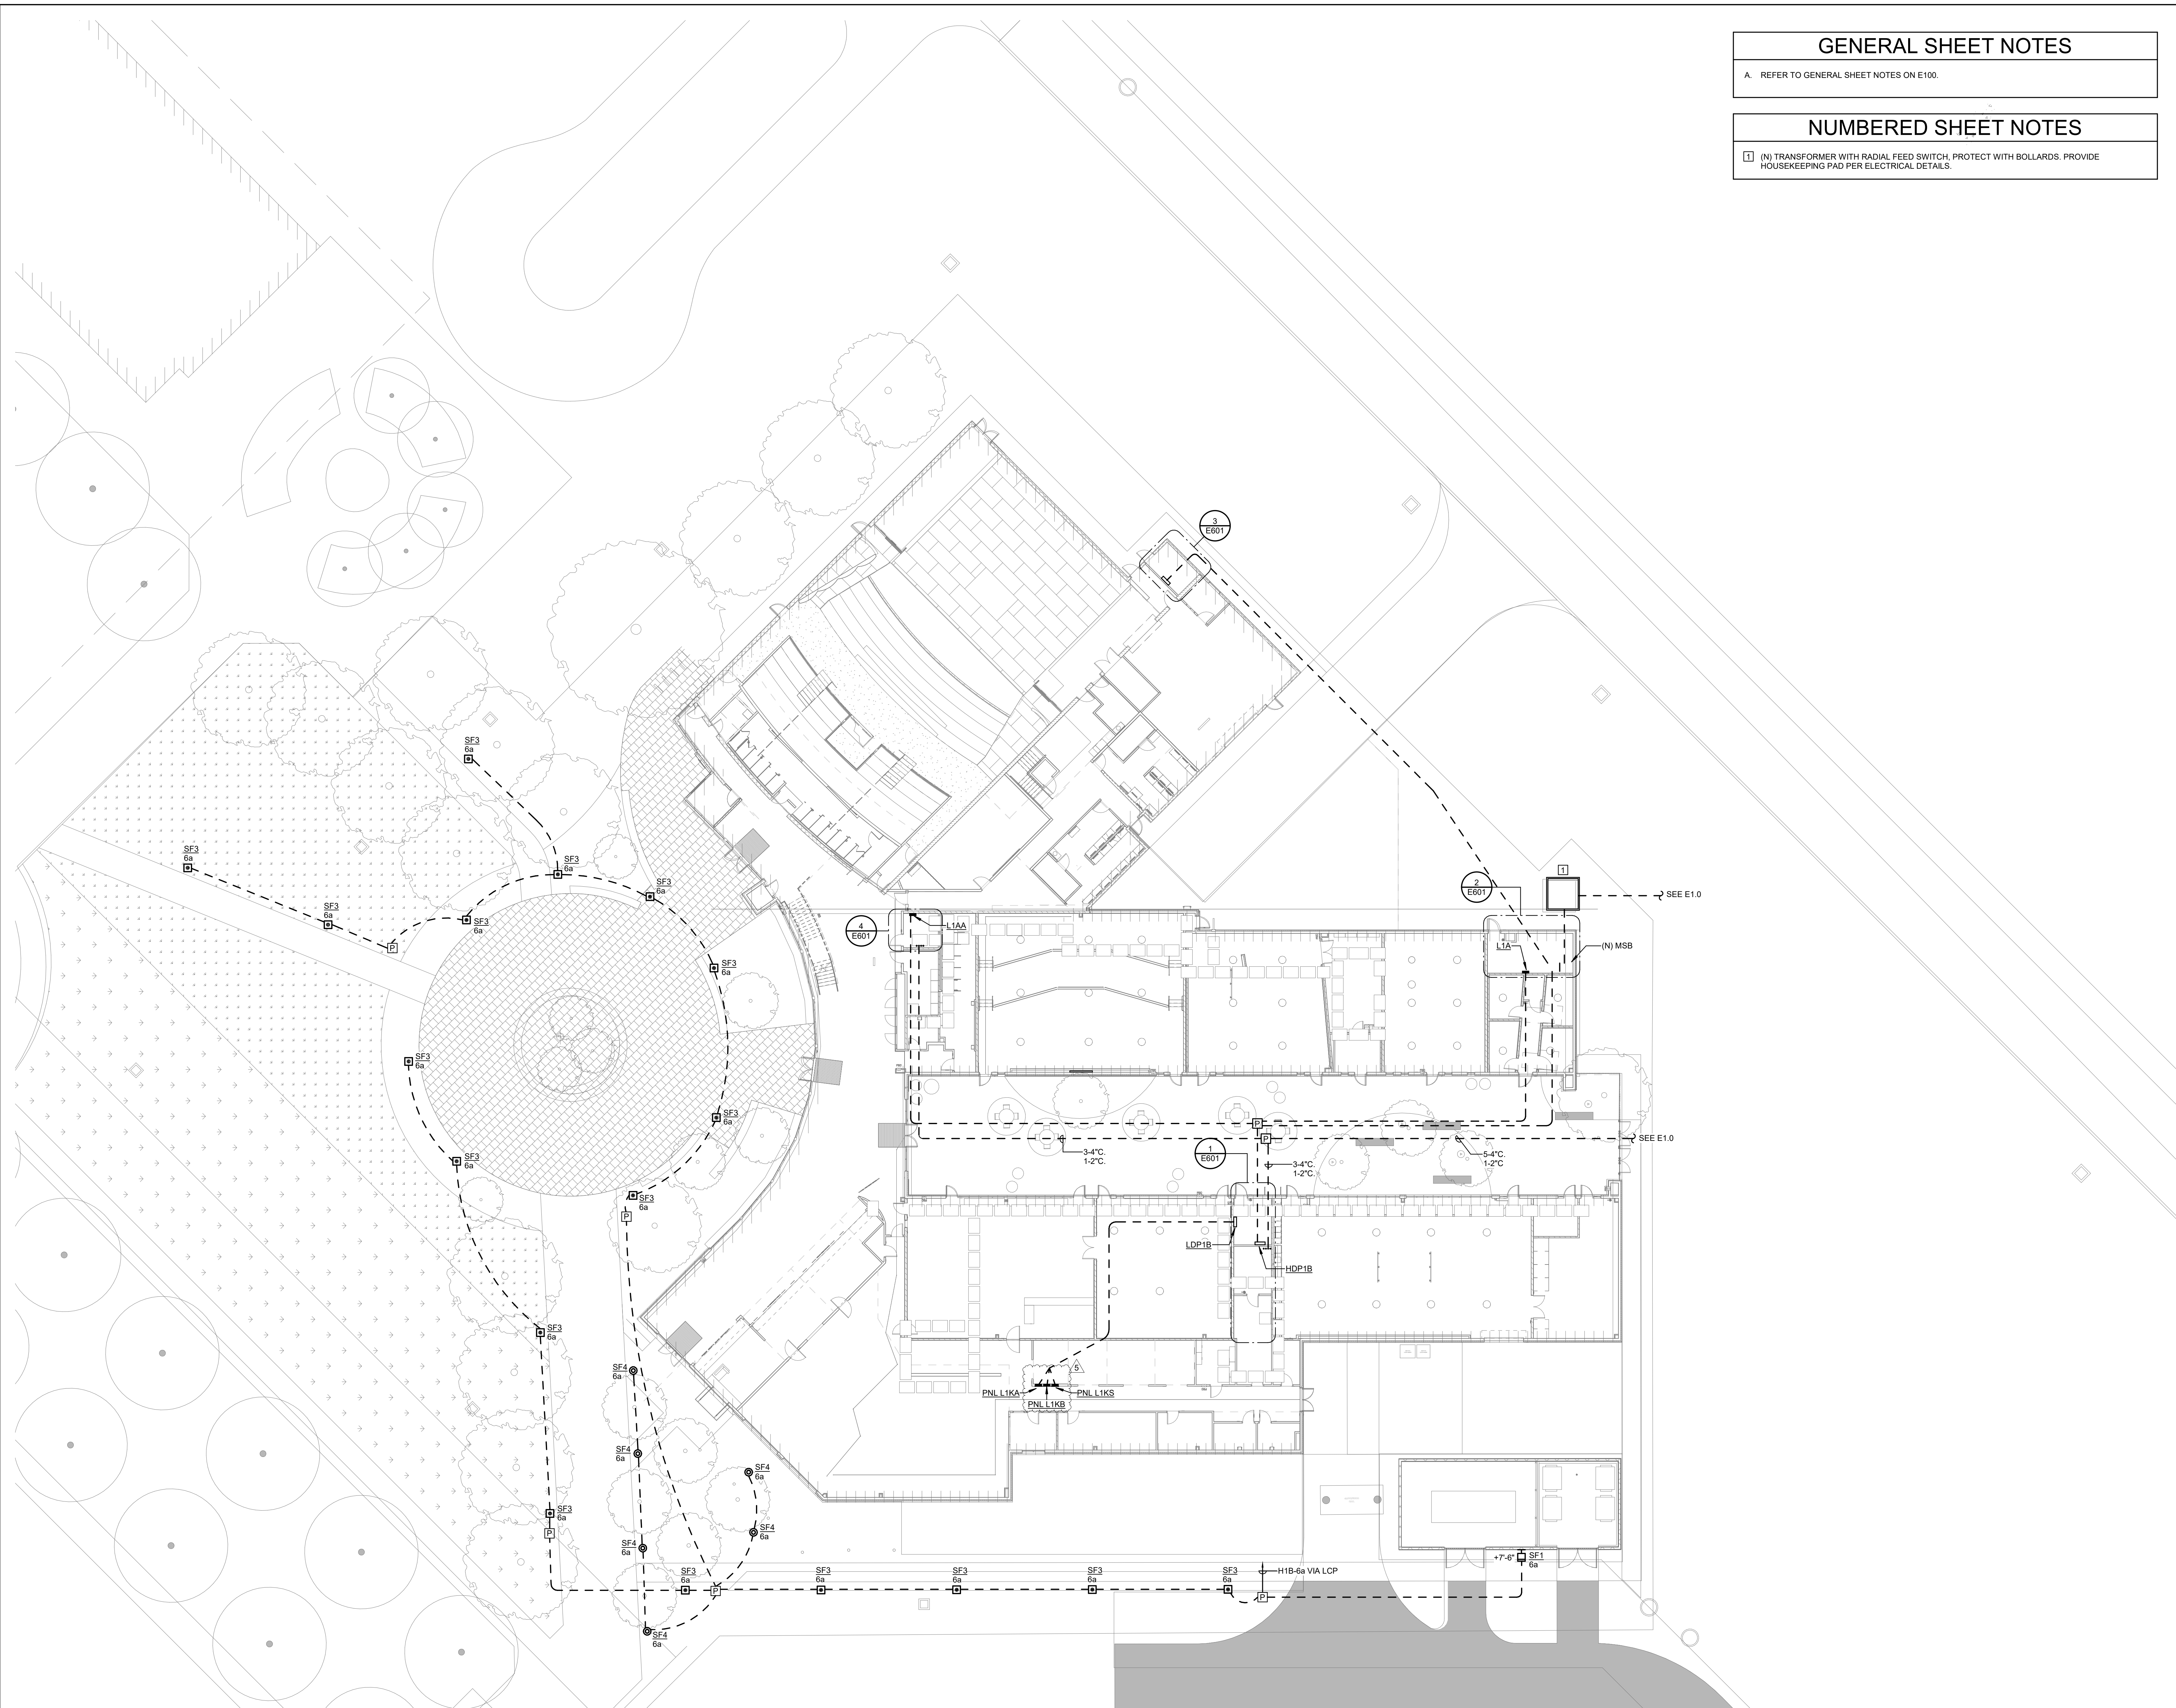 GENERAL SHEET NOTES
A. REFER TO GENERAL SHEET NOTES ON E100.
NUMBERED SHEET NOTES
1 (N) TRANSFORMER WITH RADIAL FEED SWITCH, PROTECT WITH BOLLARDS. PROVIDE
HOUSEKEEPING PAD PER ELECTRICAL DETAILS.
3
E601
SF3
6a
SF3
6a
SF3
6a
SF3
6a
SF3
6a
SF3
6a
P
1
SEE E1.0
2
E601
4
E601
L1AA
L1A
(N) MSB
SF3
6a
SF3
6a
SF3
6a
SF3
6a
SF3
6a
P
P
P
SEE E1.0
1
E601
3-4"C.
1-2"C.
3-4"C.
1-2"C.
5-4"C.
1-2"C
LDP1B
HDP1B
SF3
6a
SF4
6a
5
PNL L1KA
PNL L1KS
PNL L1KB
SF4
6a
SF4
6a
SF3
6a
P
SF4
6a
SF4
6a
+7'-6"
SF1
6a
SF3
6a
P
SF3
6a
SF3
6a
SF3
6a
SF3
6a
H1B-6a VIA LCP
P
SF4
6a